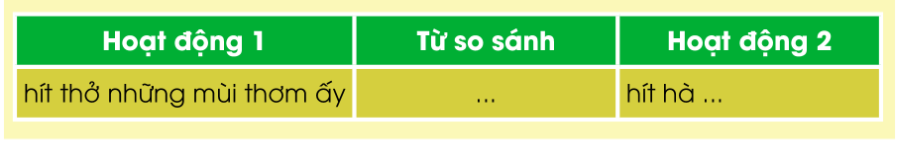 Hoạt động 1 Từ so sánh Hoạt động 2
hít thở những mùi thơm ấy ... hít hà ...